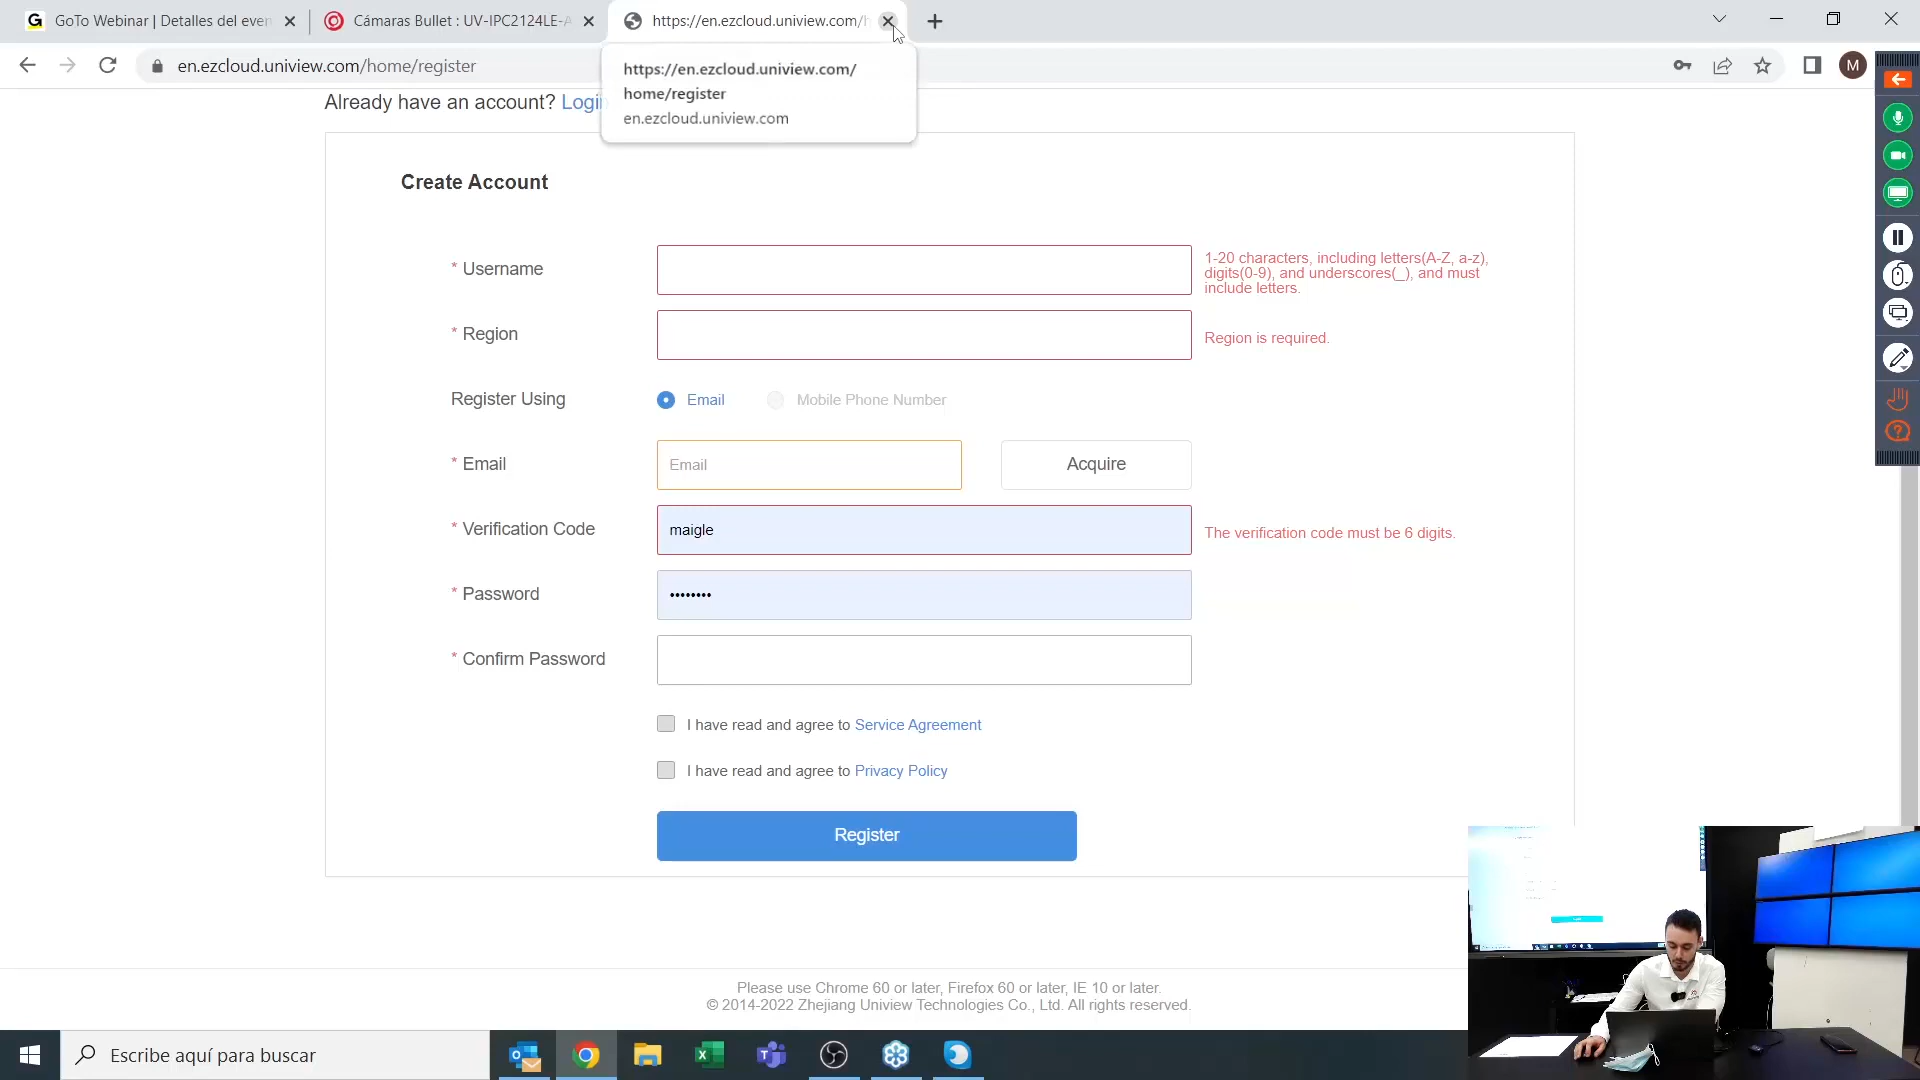 GoTo Webinar | Detalles del even
Cámaras Bullet : UV-IPC2124LE-A
https://en.ezcloud.uniview.com/h
en.ezcloud.uniview.com/home/register
M
https://en.ezcloud.uniview.com/
home/register
en.ezcloud.uniview.com
Already have an account? Login
Create Account
* Username
1-20 characters, including letters(A-Z, a-z),
digits(0-9), and underscores(_), and must
include letters.
* Region
Region is required.
Register Using
Email
Mobile Phone Number
* Email
Email
Acquire
* Verification Code
maigle
The verification code must be 6 digits.
* Password
••••••••
* Confirm Password
I have read and agree to Service Agreement
I have read and agree to Privacy Policy
Register
Please use Chrome 60 or later, Firefox 60 or later, IE 10 or later.
© 2014-2022 Zhejiang Uniview Technologies Co., Ltd. All rights reserved.
Escribe aquí para buscar